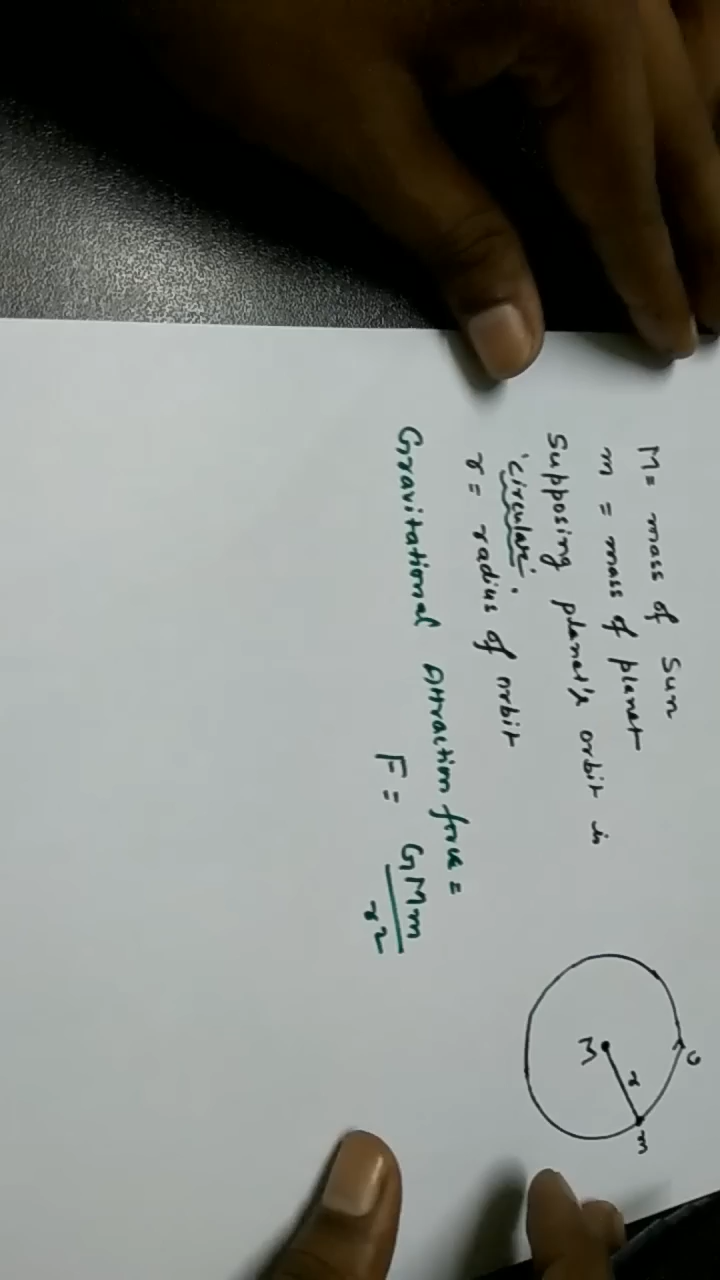 M = mass of Sun
m = mass of planet
Supposing planet's orbit is
'circular'.
r = radius of orbit
Gravitational Attraction force =
F = GMm
r2
v
r
M
m